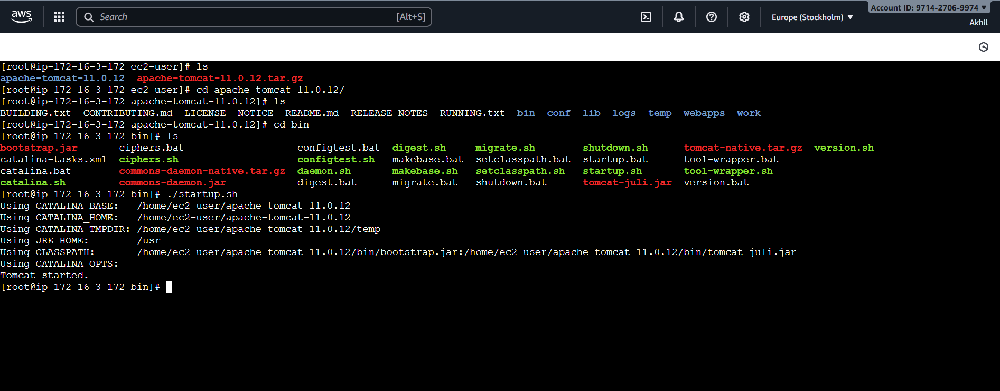 aws Search [Alt+S] Europe (Stockholm) ▼ Account ID: 9714-2706-9974 ▼
Akhil
[root@ip-172-16-3-172 ec2-user]# ls
apache-tomcat-11.0.12  apache-tomcat-11.0.12.tar.gz
[root@ip-172-16-3-172 ec2-user]# cd apache-tomcat-11.0.12/
[root@ip-172-16-3-172 apache-tomcat-11.0.12]# ls
BUILDING.txt  CONTRIBUTING.md  LICENSE  NOTICE  README.md  RELEASE-NOTES  RUNNING.txt  bin  conf  lib  logs  temp  webapps  work
[root@ip-172-16-3-172 apache-tomcat-11.0.12]# cd bin
[root@ip-172-16-3-172 bin]# ls
bootstrap.jar       ciphers.bat                   configtest.bat  digest.sh     migrate.sh       shutdown.sh      tomcat-native.tar.gz  version.sh
catalina-tasks.xml  ciphers.sh                    configtest.sh   makebase.bat  setclasspath.bat  startup.bat      tool-wrapper.bat
catalina.bat        commons-daemon-native.tar.gz  daemon.sh       makebase.sh   setclasspath.sh   startup.sh       tool-wrapper.sh
catalina.sh         commons-daemon.jar            digest.bat      migrate.bat   shutdown.bat      tomcat-juli.jar  version.bat
[root@ip-172-16-3-172 bin]# ./startup.sh
Using CATALINA_BASE:   /home/ec2-user/apache-tomcat-11.0.12
Using CATALINA_HOME:   /home/ec2-user/apache-tomcat-11.0.12
Using CATALINA_TMPDIR: /home/ec2-user/apache-tomcat-11.0.12/temp
Using JRE_HOME:        /usr
Using CLASSPATH:       /home/ec2-user/apache-tomcat-11.0.12/bin/bootstrap.jar:/home/ec2-user/apache-tomcat-11.0.12/bin/tomcat-juli.jar
Using CATALINA_OPTS:
Tomcat started.
[root@ip-172-16-3-172 bin]#